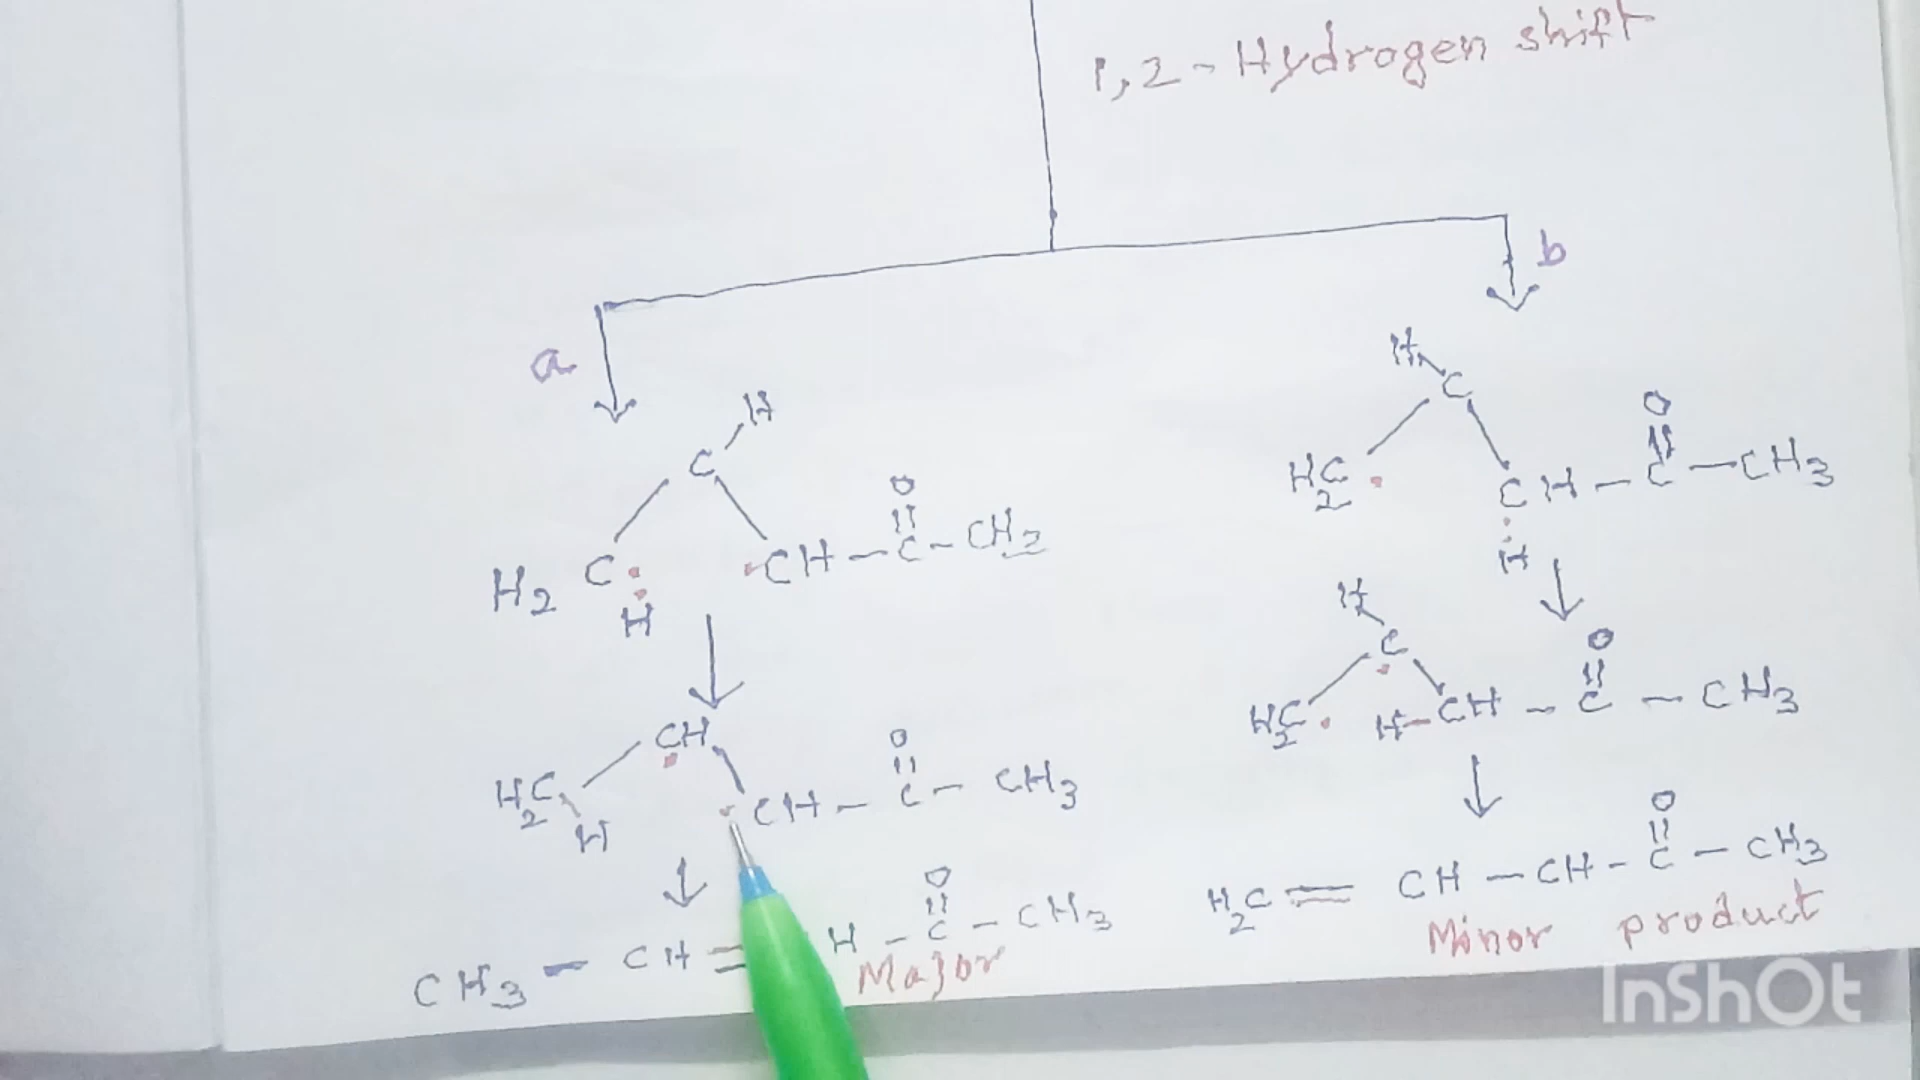 1,2 - Hydrogen shift
a
b
H
C
H2 C : H . CH - C - CH3
O
H
C
H2C . CH - C - CH3
O
: H
CH
H2C H . CH - C - CH3
O
H
C
H2C . H - CH - C - CH3
O
CH3 - CH = H - C - CH3
O
Major
H2C = CH - CH - C - CH3
O
Minor product
InShOt